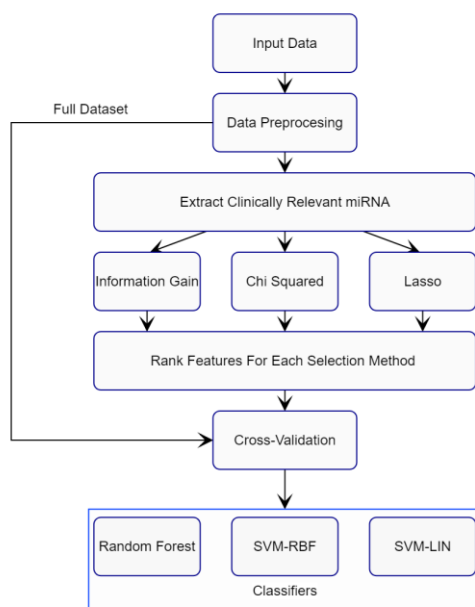 Input Data
Full Dataset
Data Preprocesing
Extract Clinically Relevant miRNA
Information Gain
Chi Squared
Lasso
Rank Features For Each Selection Method
Cross-Validation
Random Forest
SVM-RBF
SVM-LIN
Classifiers